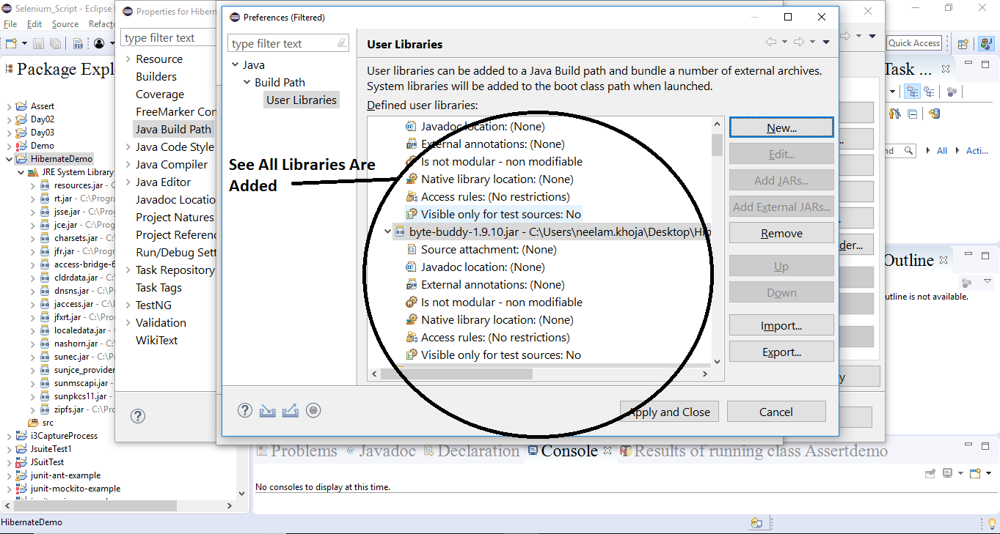 Selenium_Script - Eclipse
File Edit Source Refact
Quick Access
Package Expl
Assert
Day02
Day03
Demo
HibernateDemo
JRE System Library
resources.jar - C:\Prog
rt.jar - C:\Progra
jsse.jar - C:\Prog
jce.jar - C:\Progr
charsets.jar - C:\
jfr.jar - C:\Progr
access-bridge-6
cldrdata.jar - C:\
dnsns.jar - C:\Pr
jaccess.jar - C:\P
jfxrt.jar - C:\Pro
localedata.jar - C
nashorn.jar - C:\
sunec.jar - C:\Pr
sunjce_provider
sunmscapi.jar -
sunpkcs11.jar -
zipfs.jar - C:\Pro
src
i3CaptureProcess
JsuiteTest1
JSuitTest
junit-ant-example
junit-mockito-example
HibernateDemo
Properties for Hibern
type filter text
Resource
Builders
Coverage
FreeMarker Con
Java Build Path
Java Code Style
Java Compiler
Java Editor
Javadoc Locatio
Project Natures
Project Referenc
Run/Debug Sett
Task Repository
Task Tags
TestNG
Validation
WikiText
Preferences (Filtered)
type filter text
Java
Build Path
User Libraries
User Libraries
User libraries can be added to a Java Build path and bundle a number of external archives.
System libraries will be added to the boot class path when launched.
Defined user libraries:
Javadoc location: (None)
External annotations: (None)
Is not modular - non modifiable
Native library location: (None)
Access rules: (No restrictions)
Visible only for test sources: No
byte-buddy-1.9.10.jar - C:\Users\neelam.khoja\Desktop\Hib
Source attachment: (None)
Javadoc location: (None)
External annotations: (None)
Is not modular - non modifiable
Native library location: (None)
Access rules: (No restrictions)
Visible only for test sources: No
See All Libraries Are
Added
New...
Edit...
Add JARs...
Add External JARs...
Remove
Up
Down
Import...
Export...
Apply and Close
Cancel
der...
y
Task ...
nd
All
Acti...
Outline
utline is not available.
Problems
@ Javadoc
Declaration
Console
Results of running class Assertdemo
No consoles to display at this time.